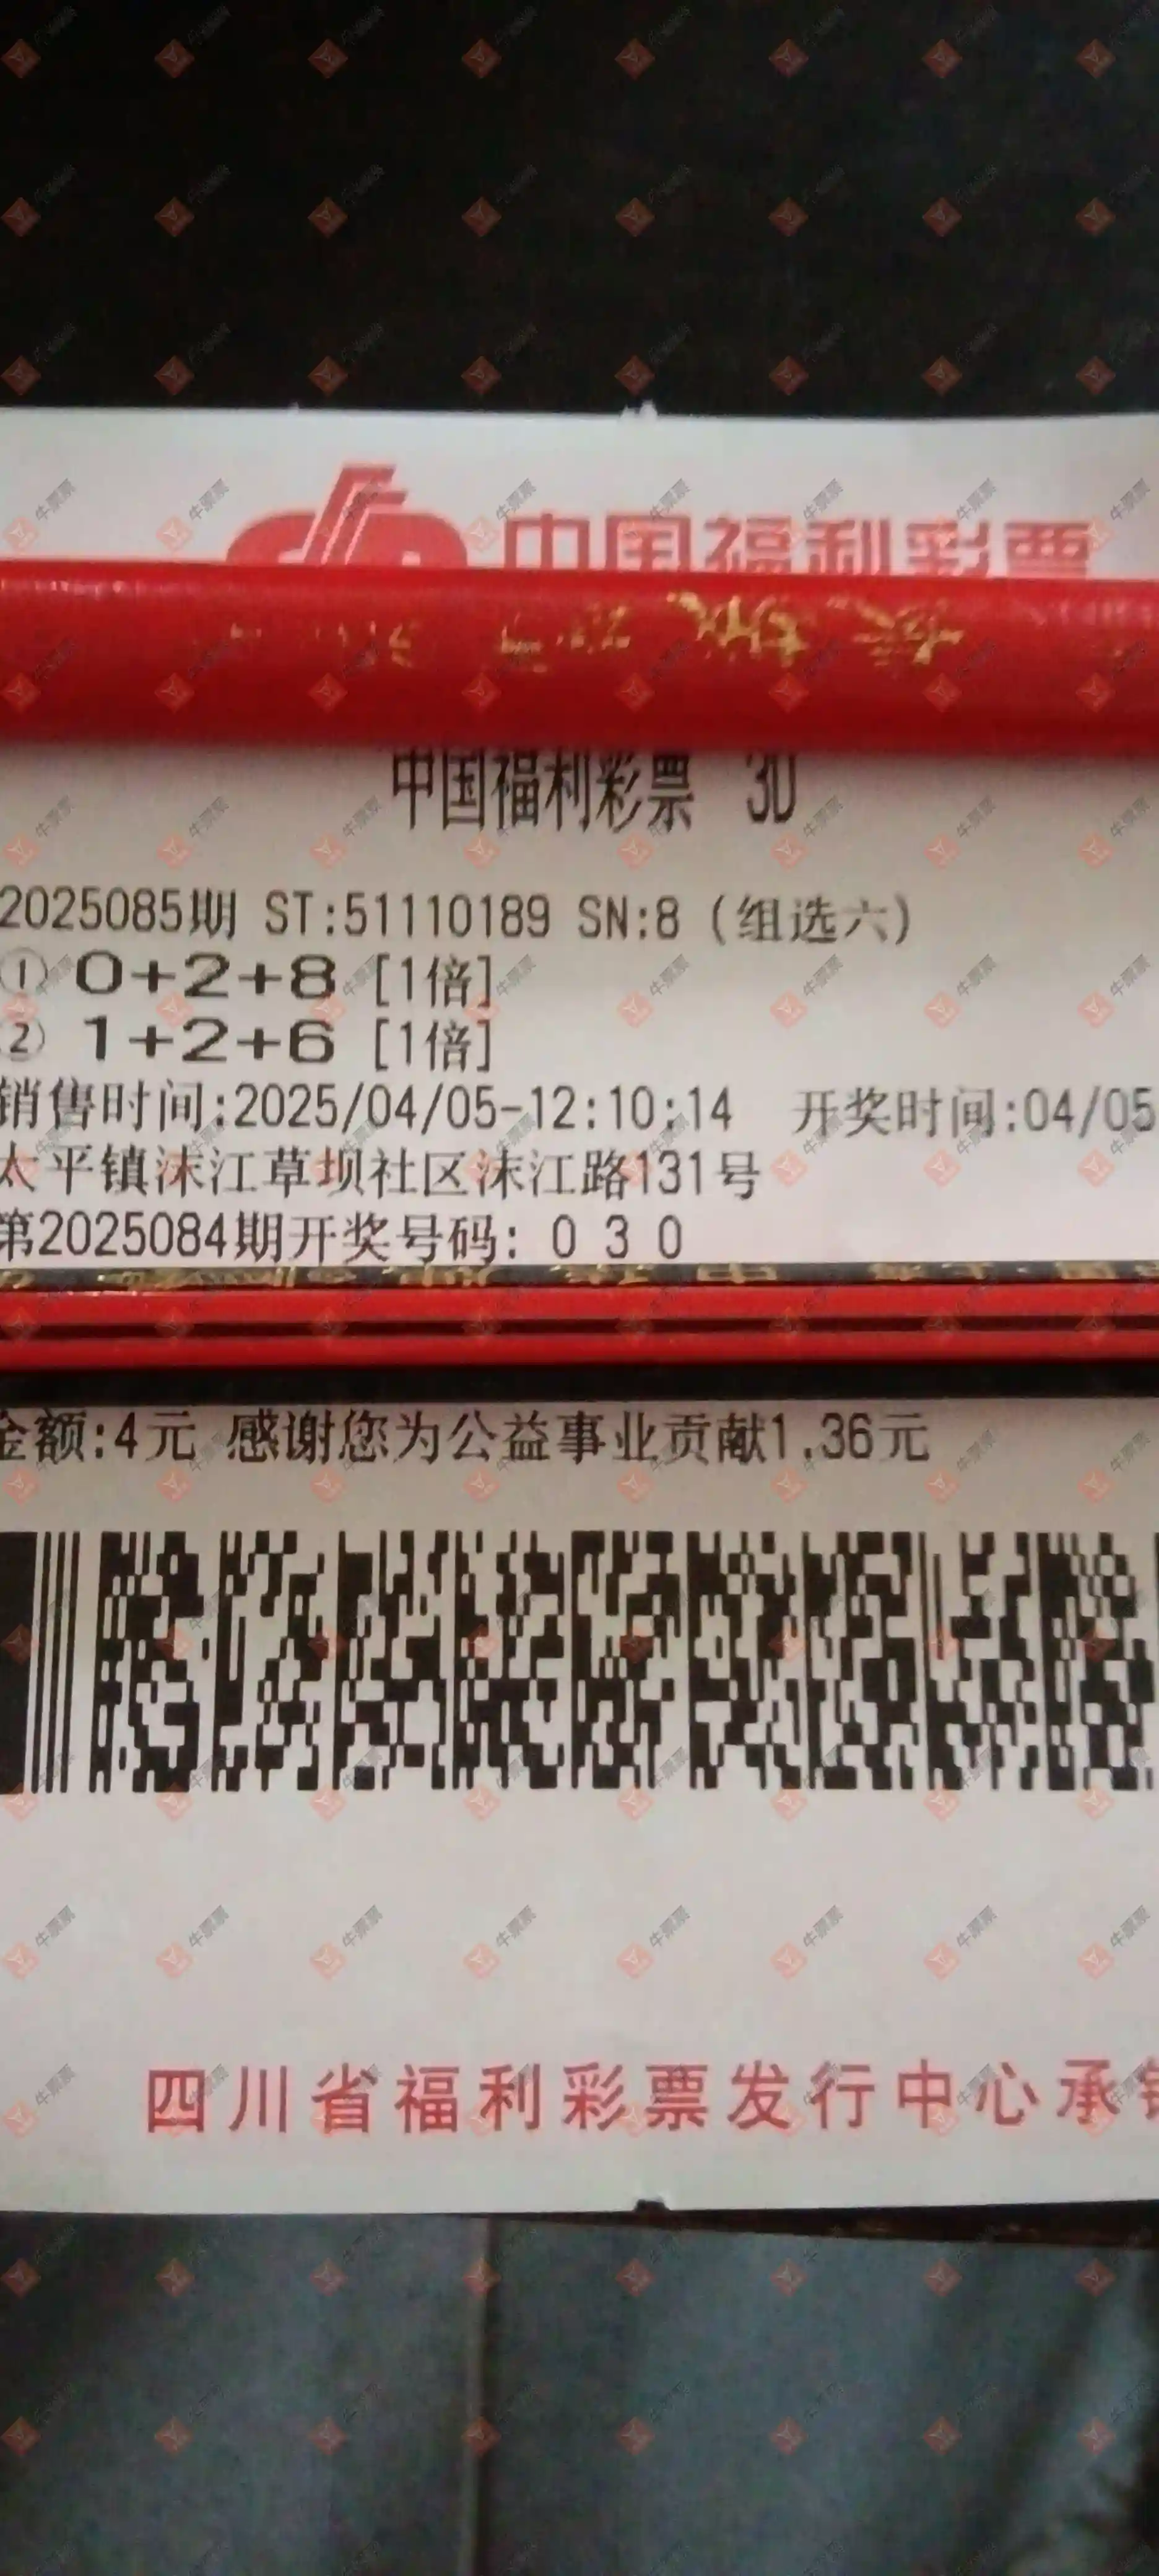 中国福利彩票
中国福利彩票 3D
2025085期 ST:51110189 SN:8 (组选六)
① 0+2+8 [1倍]
② 1+2+6 [1倍]
销售时间:2025/04/05-12:10:14 开奖时间:04/05
太平镇沫江草坝社区沫江路131号
第2025084期开奖号码: 0 3 0
金额:4元 感谢您为公益事业贡献1.36元
四川省福利彩票发行中心承销
牛票票